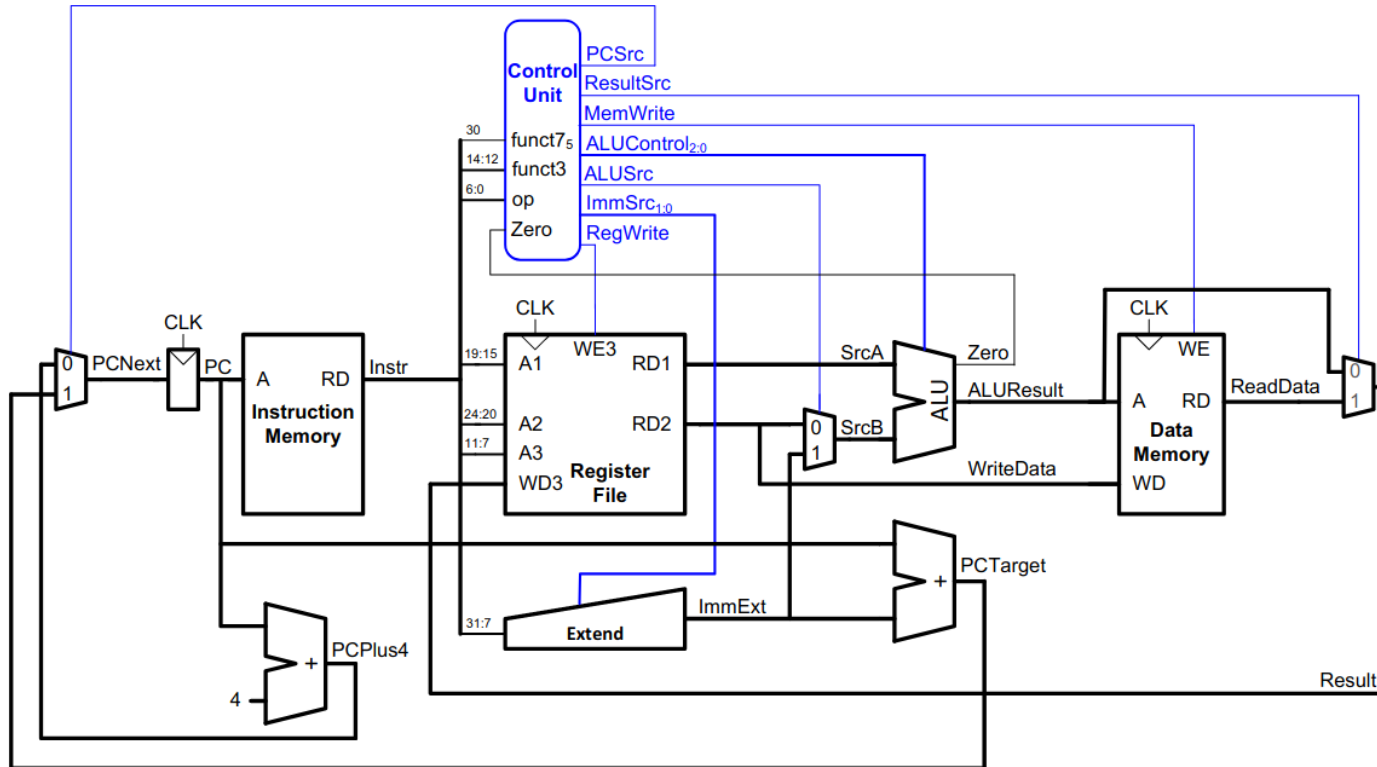 PCSrc
Control
Unit
ResultSrc
MemWrite
30
funct7₅
ALUControl₂:₀
14:12
funct3
ALUSrc
6:0
op
ImmSrc₁:₀
Zero
RegWrite
CLK
CLK
CLK
0
1
PCNext
PC
A
RD
Instruction
Memory
Instr
19:15
A1
WE3
RD1
SrcA
Zero
WE
24:20
A2
RD2
0
1
SrcB
ALU
ALUResult
A
RD
ReadData
0
1
11:7
A3
WD3
Register
File
WriteData
Data
Memory
WD
PCTarget
+
31:7
Extend
ImmExt
PCPlus4
+
4
Result